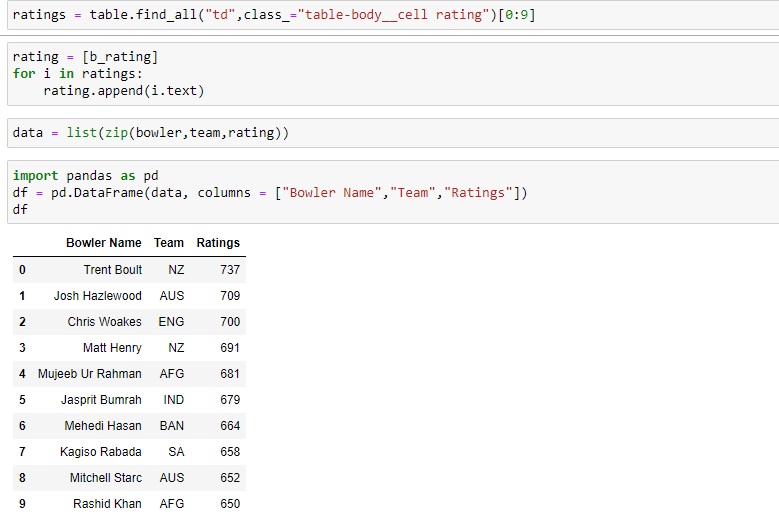 ratings = table.find_all("td",class_="table-body__cell rating")[0:9]
rating = [b_rating]
for i in ratings:
    rating.append(i.text)
data = list(zip(bowler,team,rating))
import pandas as pd
df = pd.DataFrame(data, columns = ["Bowler Name","Team","Ratings"])
df
Bowler Name Team Ratings
0 Trent Boult NZ 737
1 Josh Hazlewood AUS 709
2 Chris Woakes ENG 700
3 Matt Henry NZ 691
4 Mujeeb Ur Rahman AFG 681
5 Jasprit Bumrah IND 679
6 Mehedi Hasan BAN 664
7 Kagiso Rabada SA 658
8 Mitchell Starc AUS 652
9 Rashid Khan AFG 650